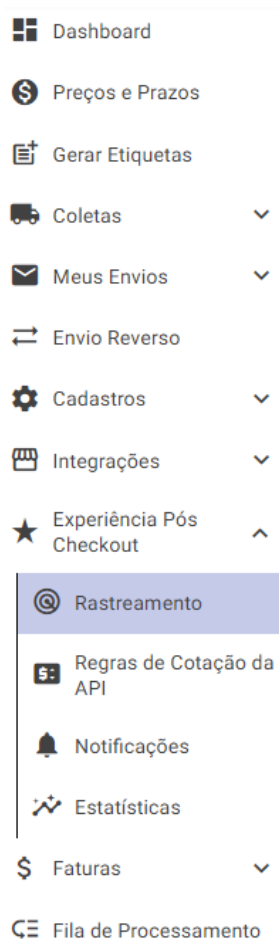 Dashboard
Preços e Prazos
Gerar Etiquetas
Coletas
Meus Envios
Envio Reverso
Cadastros
Integrações
Experiência Pós
Checkout
Rastreamento
Regras de Cotação da
API
Notificações
Estatísticas
Faturas
Fila de Processamento